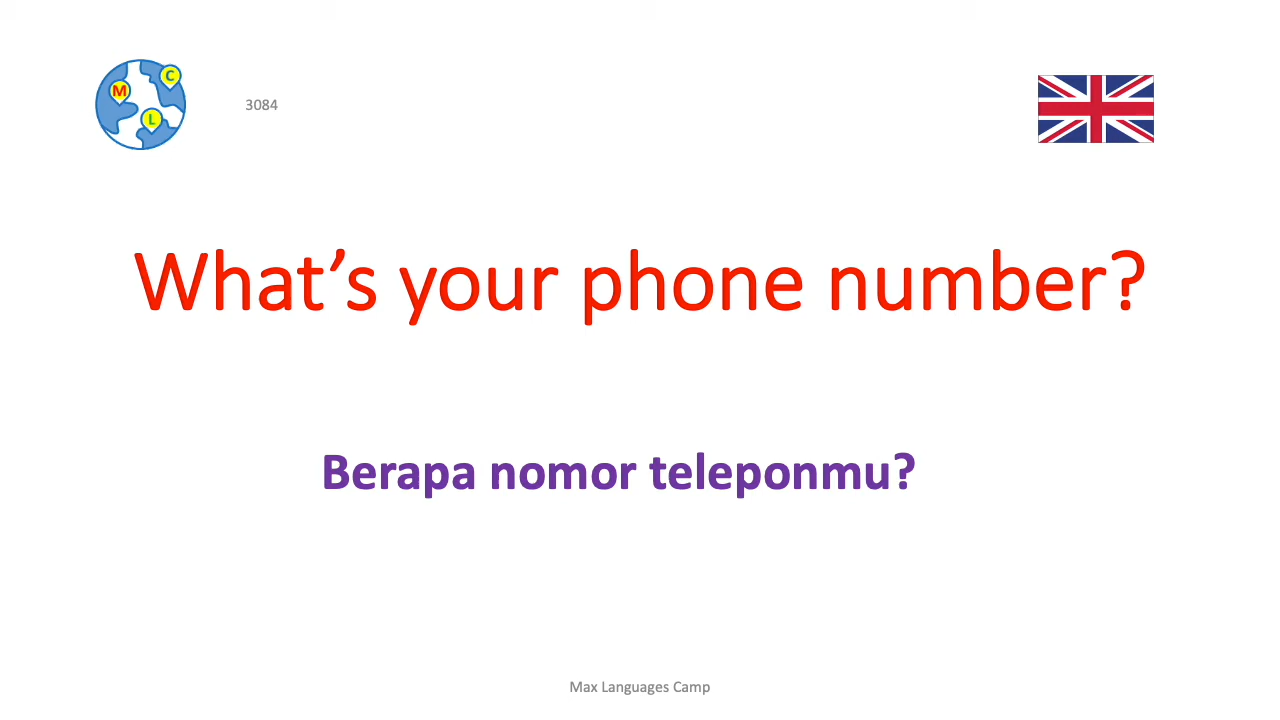 C
M
L
3084
What’s your phone number?
Berapa nomor teleponmu?
Max Languages Camp